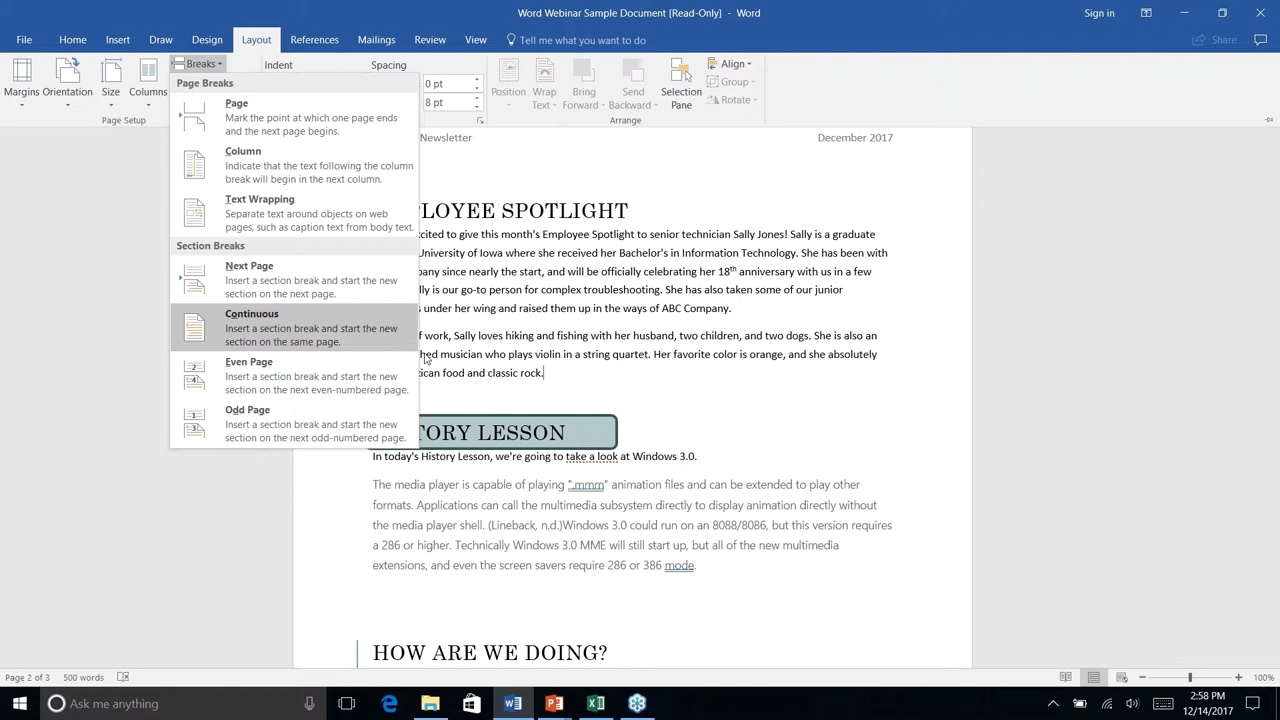 Word Webinar Sample Document [Read-Only] – Word
Sign in
File Home Insert Draw Design Layout References Mailings Review View Tell me what you want to do
Share
Margins Orientation Size Columns
Breaks
Indent Spacing
0 pt
8 pt
Position Wrap Text Bring Forward Send Backward Selection Pane
Align
Group
Rotate
Page Setup
Arrange
Page Breaks
Page
Mark the point at which one page ends
and the next page begins.
Column
Indicate that the text following the column
break will begin in the next column.
Text Wrapping
Separate text around objects on web
pages, such as caption text from body text.
Section Breaks
Next Page
Insert a section break and start the new
section on the next page.
Continuous
Insert a section break and start the new
section on the same page.
Even Page
Insert a section break and start the new
section on the next even-numbered page.
Odd Page
Insert a section break and start the new
section on the next odd-numbered page.
Newsletter December 2017
LOYEE SPOTLIGHT
cited to give this month's Employee Spotlight to senior technician Sally Jones! Sally is a graduate
University of Iowa where she received her Bachelor's in Information Technology. She has been with
any since nearly the start, and will be officially celebrating her 18th anniversary with us in a few
lly is our go-to person for complex troubleshooting. She has also taken some of our junior
s under her wing and raised them up in the ways of ABC Company.
f work, Sally loves hiking and fishing with her husband, two children, and two dogs. She is also an
hed musician who plays violin in a string quartet. Her favorite color is orange, and she absolutely
xican food and classic rock.
TORY LESSON
In today's History Lesson, we're going to take a look at Windows 3.0.
The media player is capable of playing ".mmm" animation files and can be extended to play other
formats. Applications can call the multimedia subsystem directly to display animation directly without
the media player shell. (Lineback, n.d.)Windows 3.0 could run on an 8088/8086, but this version requires
a 286 or higher. Technically Windows 3.0 MME will still start up, but all of the new multimedia
extensions, and even the screen savers require 286 or 386 mode.
HOW ARE WE DOING?
Page 2 of 3 500 words
100%
Ask me anything
2:58 PM
12/14/2017